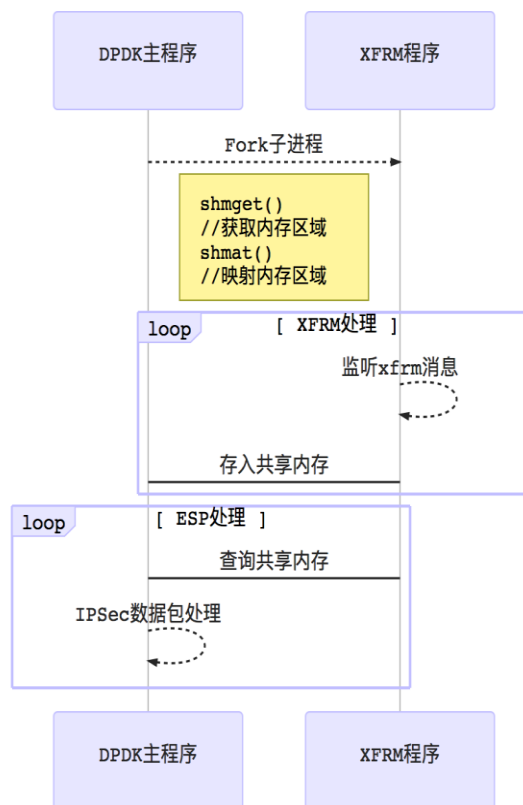 DPDK主程序
XFRM程序
Fork子进程
shmget()
//获取内存区域
shmat()
//映射内存区域
loop
[ XFRM处理 ]
监听xfrm消息
存入共享内存
loop
[ ESP处理 ]
查询共享内存
IPSec数据包处理
DPDK主程序
XFRM程序